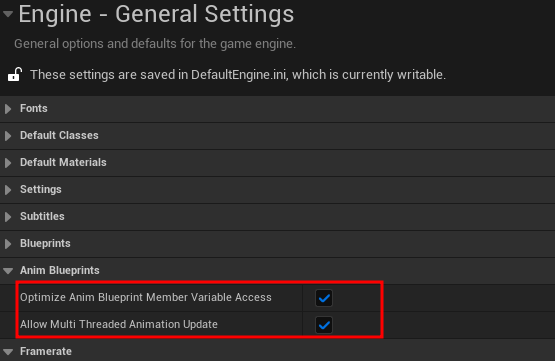 Engine - General Settings
General options and defaults for the game engine.
These settings are saved in DefaultEngine.ini, which is currently writable.
Fonts
Default Classes
Default Materials
Settings
Subtitles
Blueprints
Anim Blueprints
Optimize Anim Blueprint Member Variable Access
Allow Multi Threaded Animation Update
Framerate